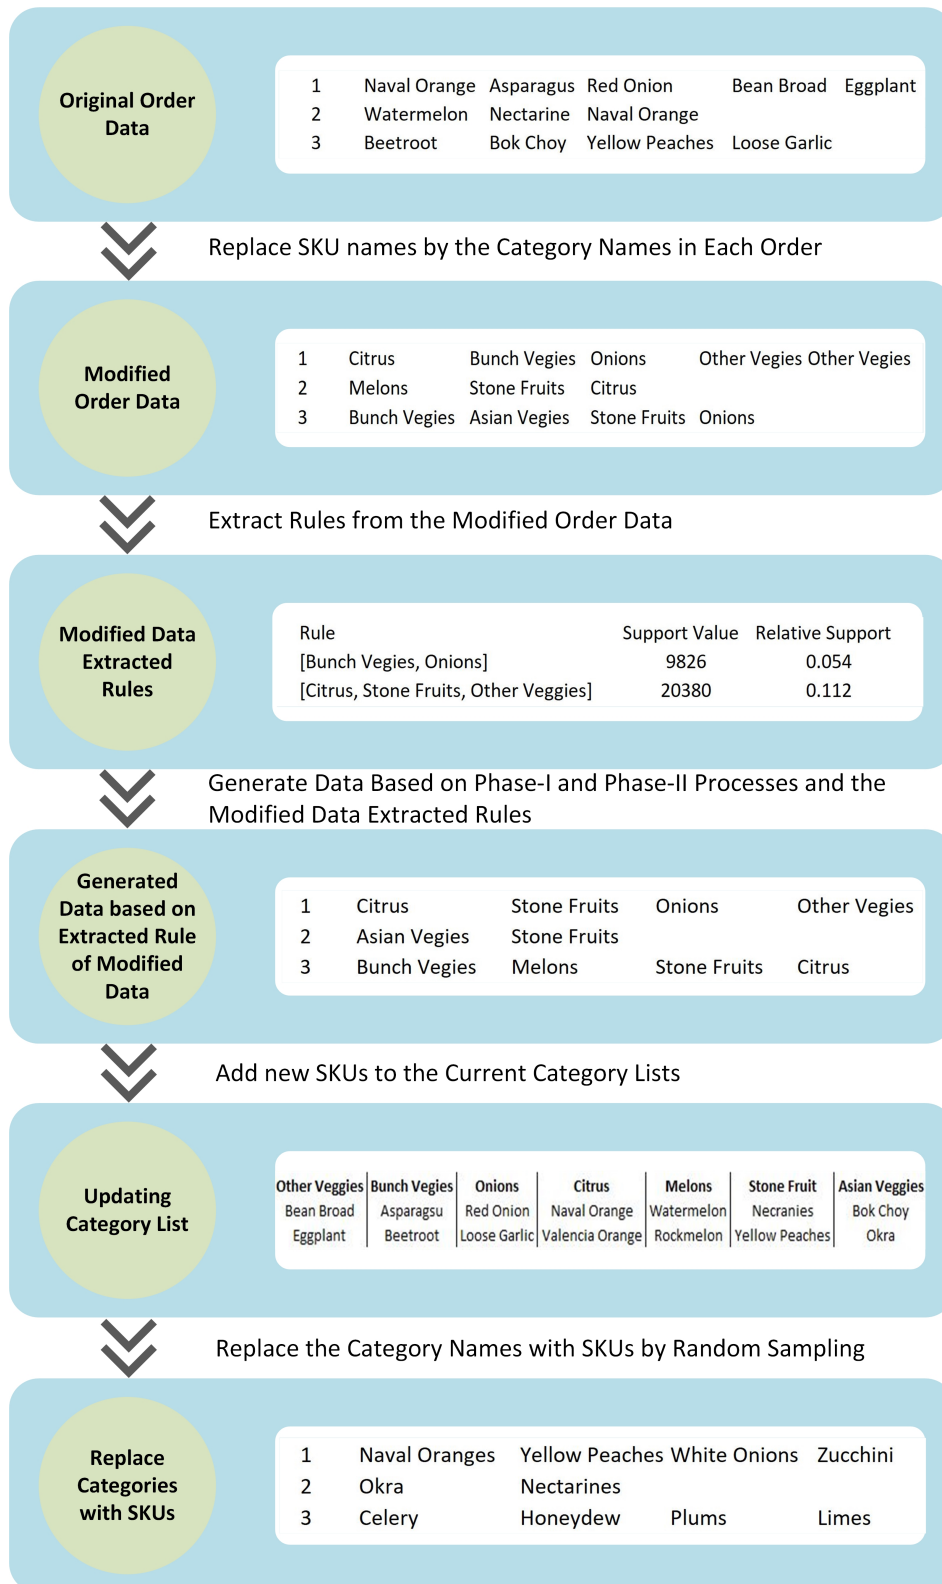 Original Order
Data
1 Naval Orange Asparagus Red Onion Bean Broad Eggplant
2 Watermelon Nectarine Naval Orange
3 Beetroot Bok Choy Yellow Peaches Loose Garlic
Replace SKU names by the Category Names in Each Order
Modified
Order Data
1 Citrus Bunch Vegies Onions Other Vegies Other Vegies
2 Melons Stone Fruits Citrus
3 Bunch Vegies Asian Vegies Stone Fruits Onions
Extract Rules from the Modified Order Data
Modified Data
Extracted
Rules
Rule Support Value Relative Support
[Bunch Vegies, Onions] 9826 0.054
[Citrus, Stone Fruits, Other Veggies] 20380 0.112
Generate Data Based on Phase-I and Phase-II Processes and the
Modified Data Extracted Rules
Generated
Data based on
Extracted Rule
of Modified
Data
1 Citrus Stone Fruits Onions Other Vegies
2 Asian Vegies Stone Fruits
3 Bunch Vegies Melons Stone Fruits Citrus
Add new SKUs to the Current Category Lists
Updating
Category List
Other Veggies Bunch Vegies Onions Citrus Melons Stone Fruit Asian Veggies
Bean Broad Asparagsu Red Onion Naval Orange Watermelon Necranies Bok Choy
Eggplant Beetroot Loose Garlic Valencia Orange Rockmelon Yellow Peaches Okra
Replace the Category Names with SKUs by Random Sampling
Replace
Categories
with SKUs
1 Naval Oranges Yellow Peaches White Onions Zucchini
2 Okra Nectarines
3 Celery Honeydew Plums Limes